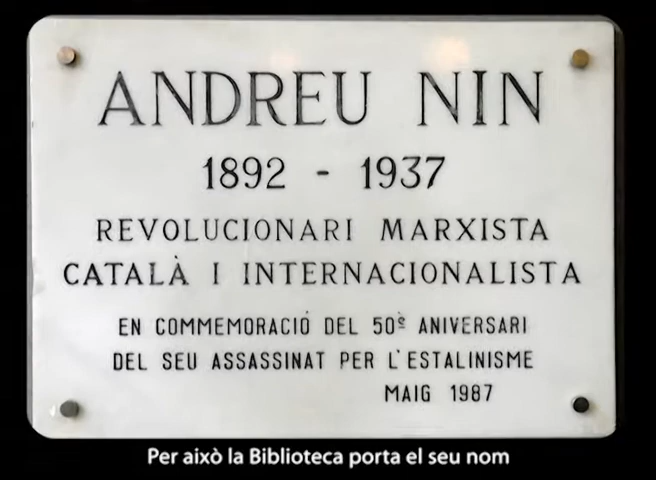 ANDREU NIN
1892 - 1937
REVOLUCIONARI MARXISTA
CATALÀ I INTERNACIONALISTA
EN COMMEMORACIÓ DEL 50º ANIVERSARI
DEL SEU ASSASSINAT PER L'ESTALINISME
MAIG 1987
Per això la Biblioteca porta el seu nom